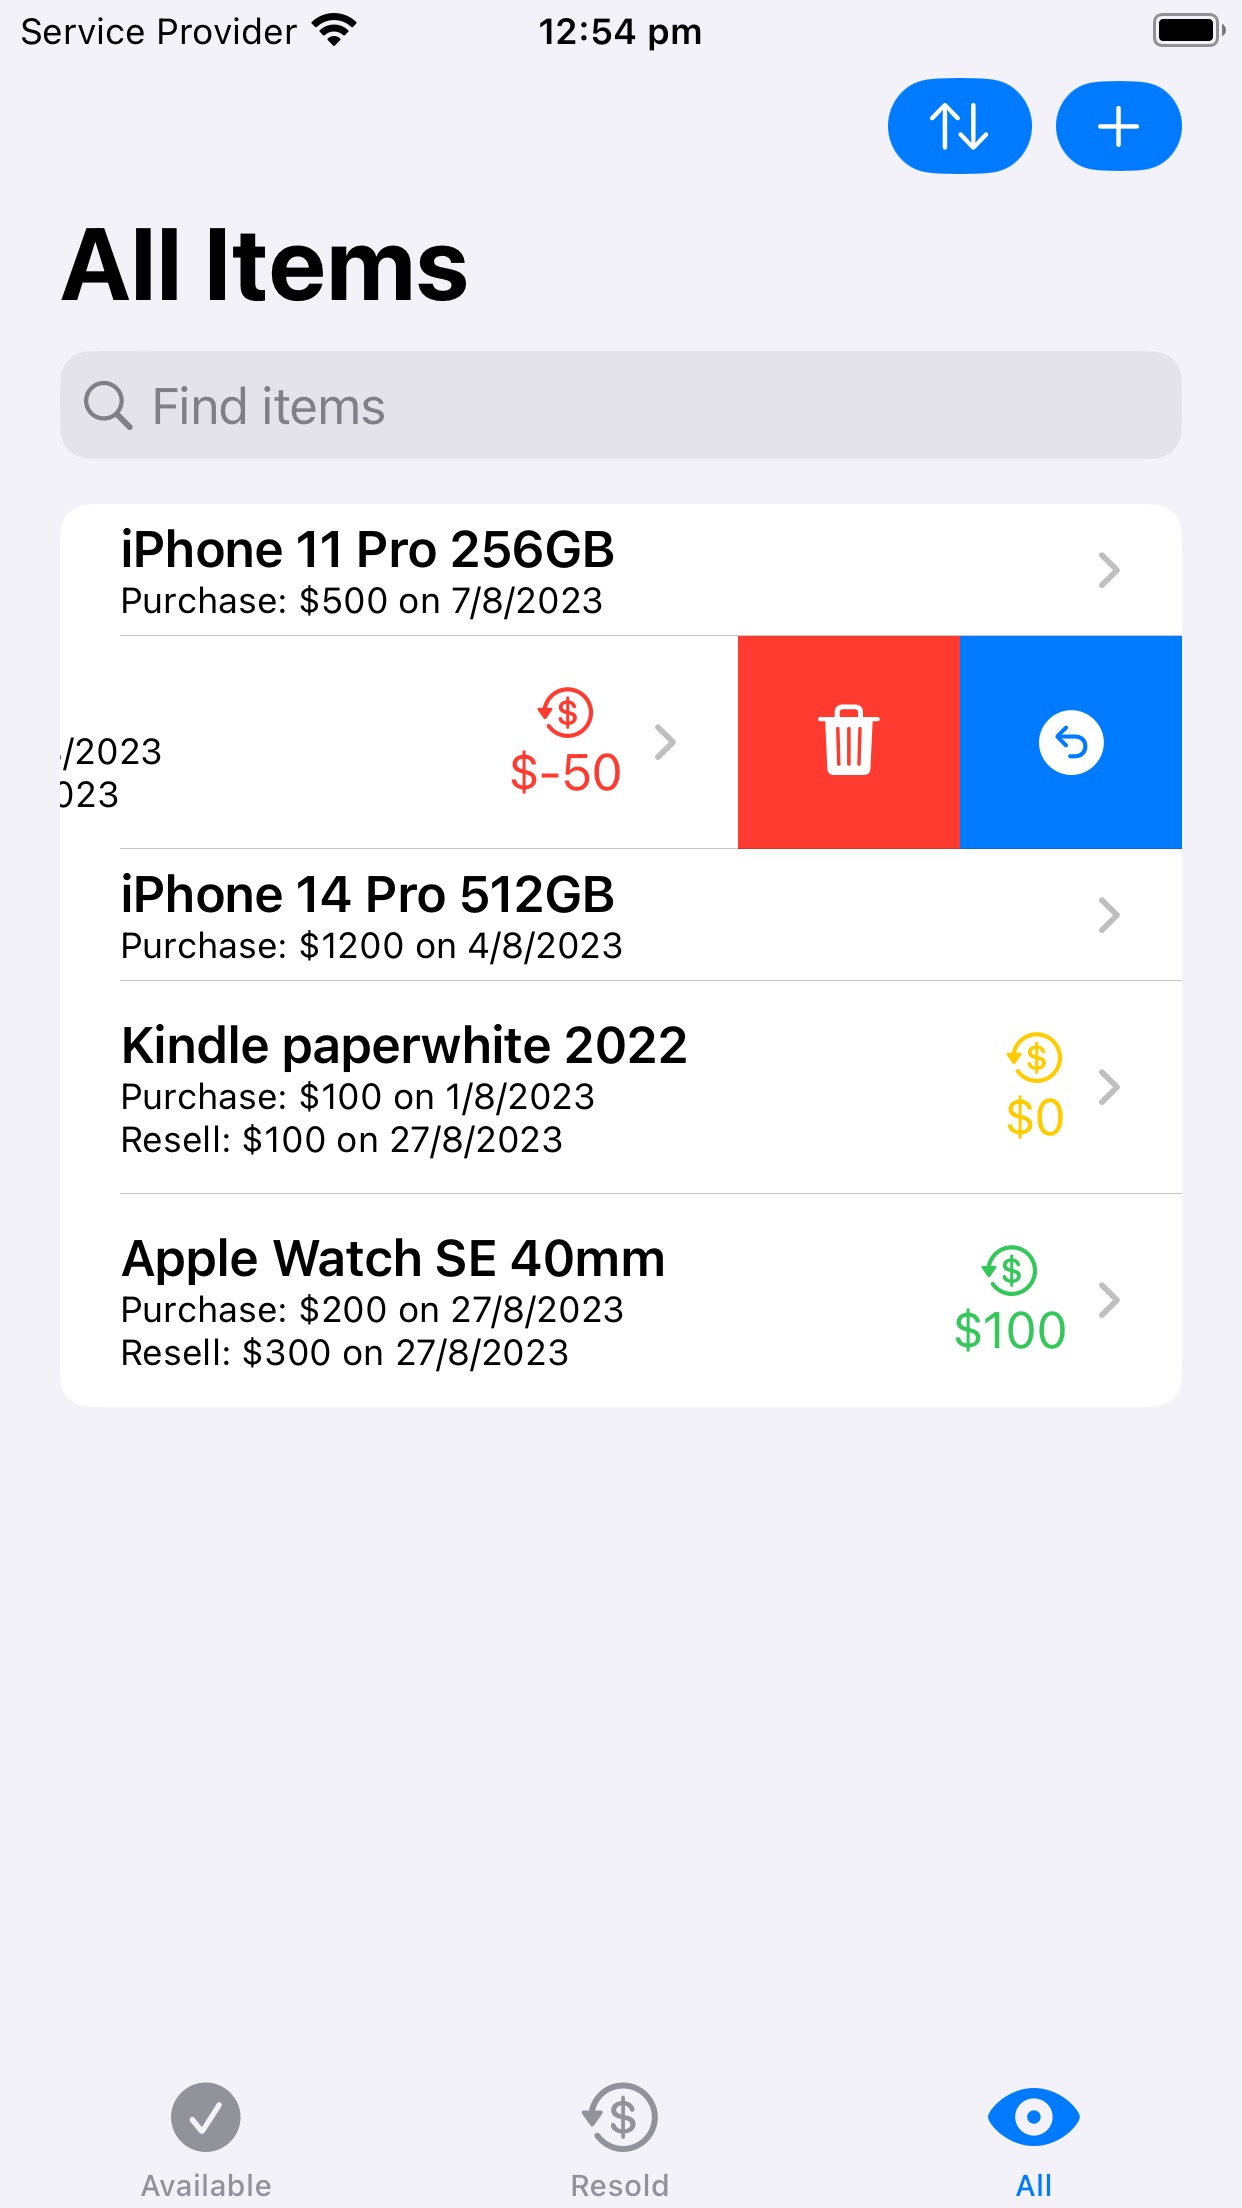 Service Provider 12:54 pm
All Items
Find items
iPhone 11 Pro 256GB
Purchase: $500 on 7/8/2023
/2023
$-50
023
iPhone 14 Pro 512GB
Purchase: $1200 on 4/8/2023
Kindle paperwhite 2022
Purchase: $100 on 1/8/2023
Resell: $100 on 27/8/2023
$0
Apple Watch SE 40mm
Purchase: $200 on 27/8/2023
Resell: $300 on 27/8/2023
$100
Available Resold All